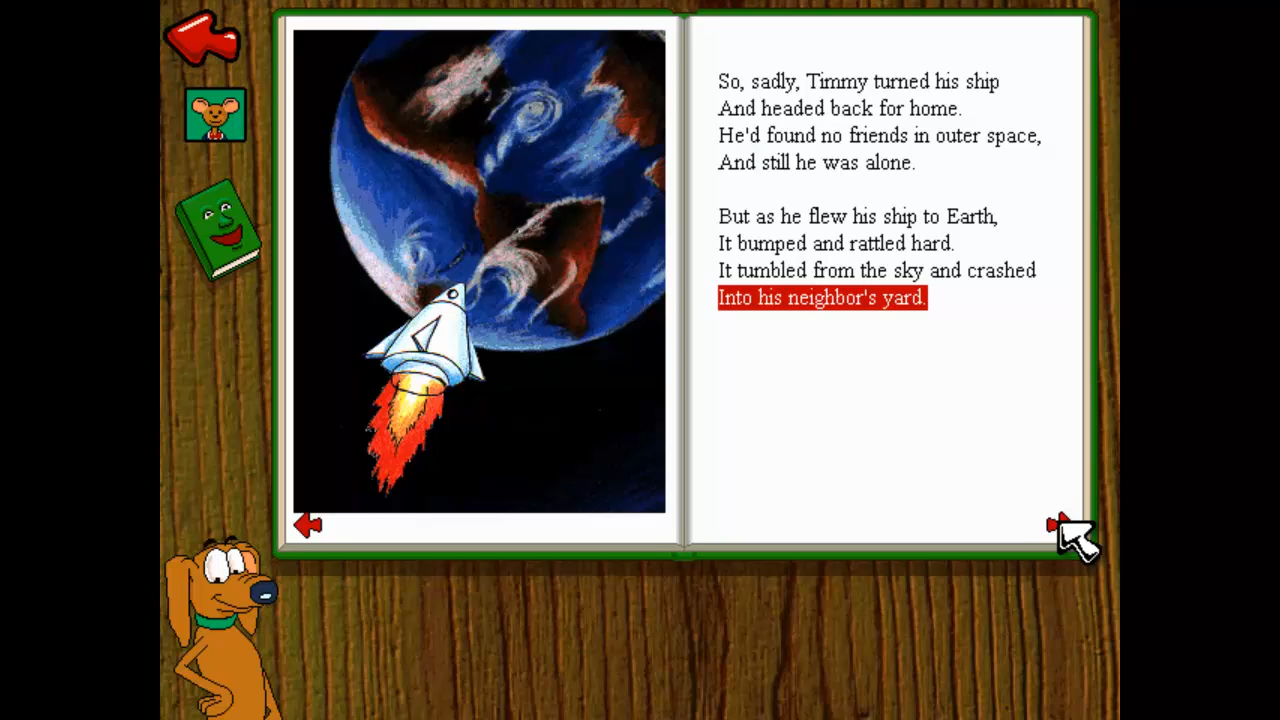 So, sadly, Timmy turned his ship
And headed back for home.
He'd found no friends in outer space,
And still he was alone.
But as he flew his ship to Earth,
It bumped and rattled hard.
It tumbled from the sky and crashed
Into his neighbor's yard.